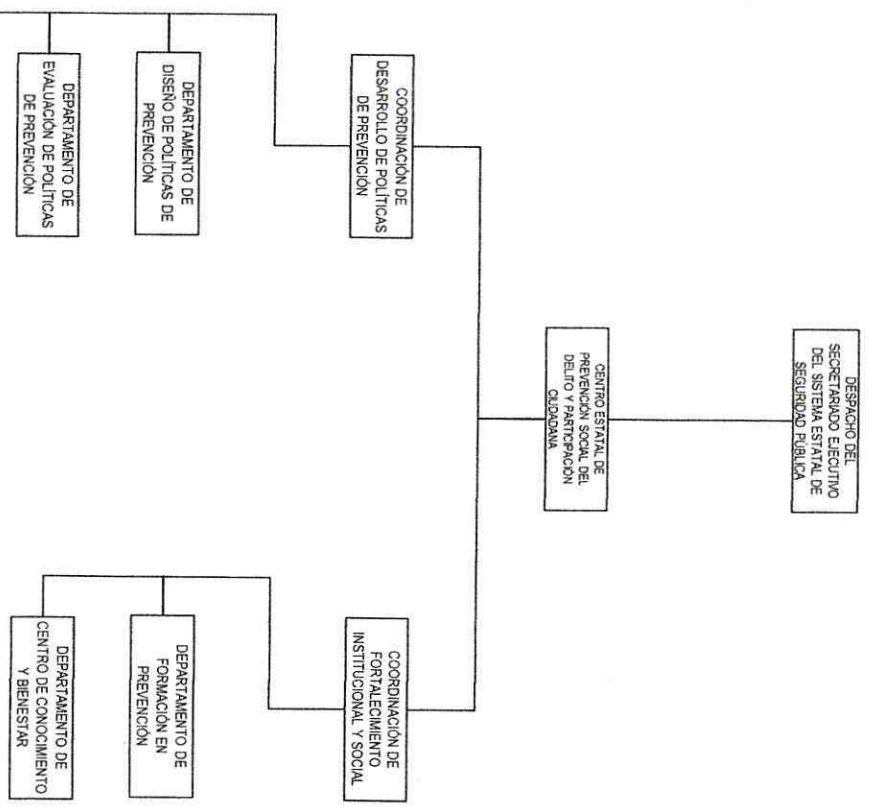 DESPACHO DEL
SECRETARIADO EJECUTIVO
DEL SISTEMA ESTATAL DE
SEGURIDAD PÚBLICA
CENTRO ESTATAL DE
PREVENCIÓN SOCIAL DEL
DELITO Y PARTICIPACIÓN
CIUDADANA
COORDINACIÓN DE
DESARROLLO DE POLÍTICAS
DE PREVENCIÓN
COORDINACIÓN DE
FORTALECIMIENTO
INSTITUCIONAL Y SOCIAL
DEPARTAMENTO DE
DISEÑO DE POLÍTICAS DE
PREVENCIÓN
DEPARTAMENTO DE
FORMACIÓN EN
PREVENCIÓN
DEPARTAMENTO DE
EVALUACIÓN DE POLÍTICAS
DE PREVENCIÓN
DEPARTAMENTO DE
CENTRO DE CONOCIMIENTO
Y BIENESTAR